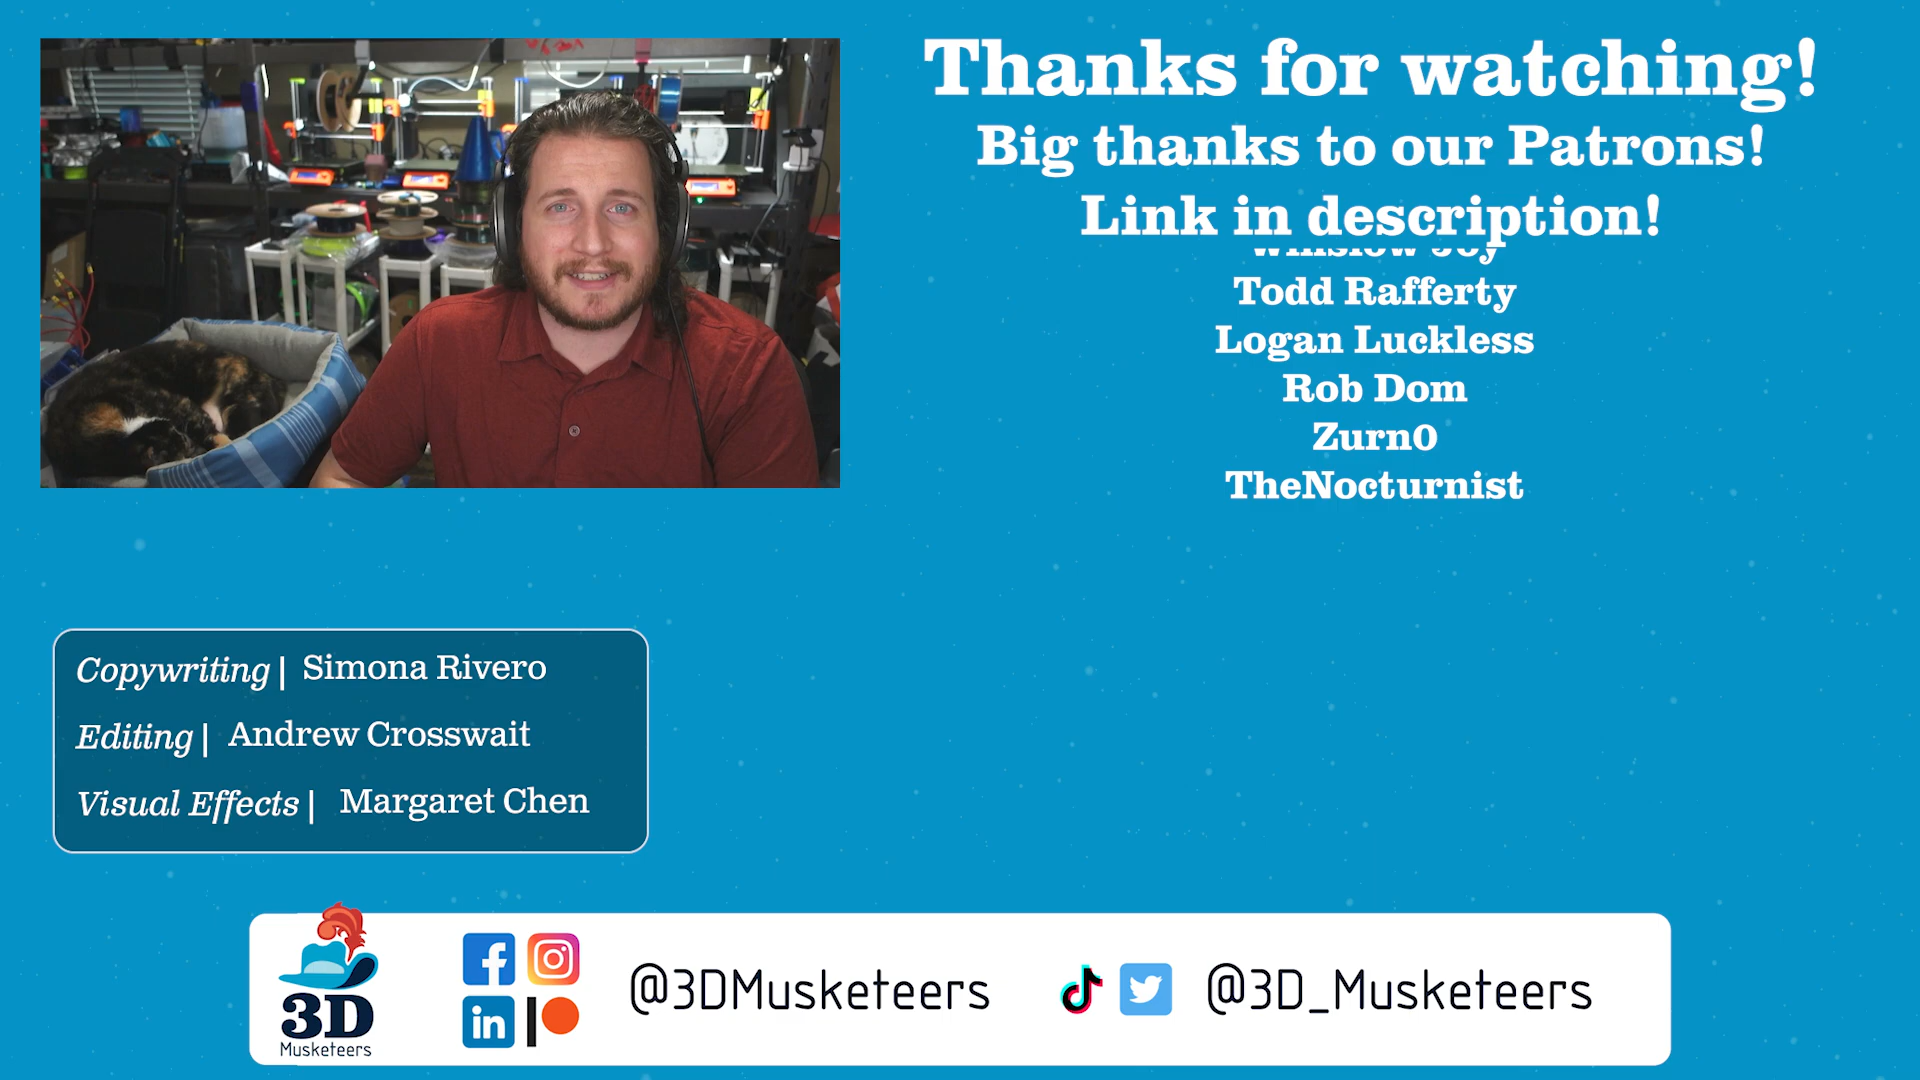 Thanks for watching!
Big thanks to our Patrons!
Link in description!
Todd Rafferty
Logan Luckless
Rob Dom
Zurn0
TheNocturnist
Copywriting | Simona Rivero
Editing | Andrew Crosswait
Visual Effects | Margaret Chen
3D
Musketeers
@3DMusketeers
@3D_Musketeers